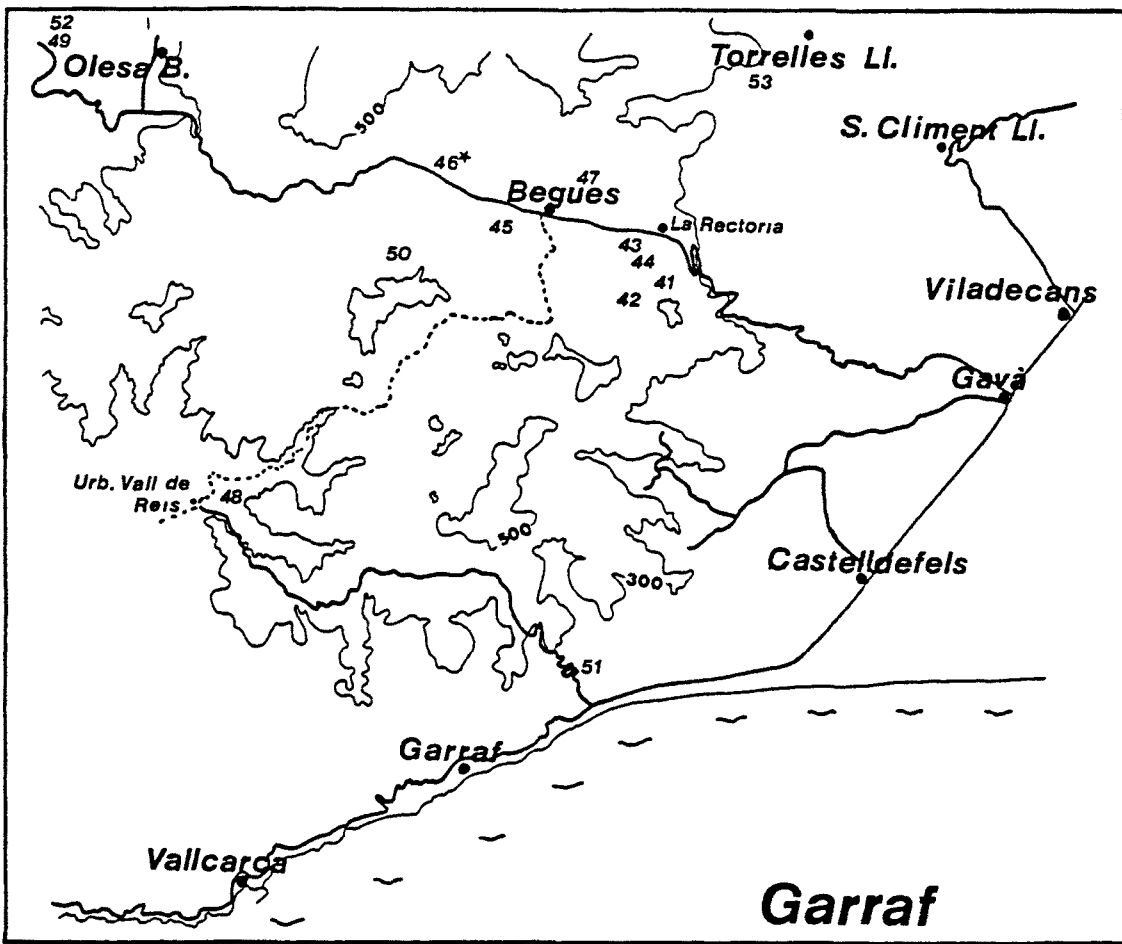 52
49
Olesa B.
Torrelles Ll.
53
500
S. Climent Ll.
46*
47
Begues
45
La Rectoria
43
44
50
41
42
Viladecans
Gavà
Urb. Vall de
Reis
48
500
Castelldefels
300
51
Garraf
Vallcarca
Garraf